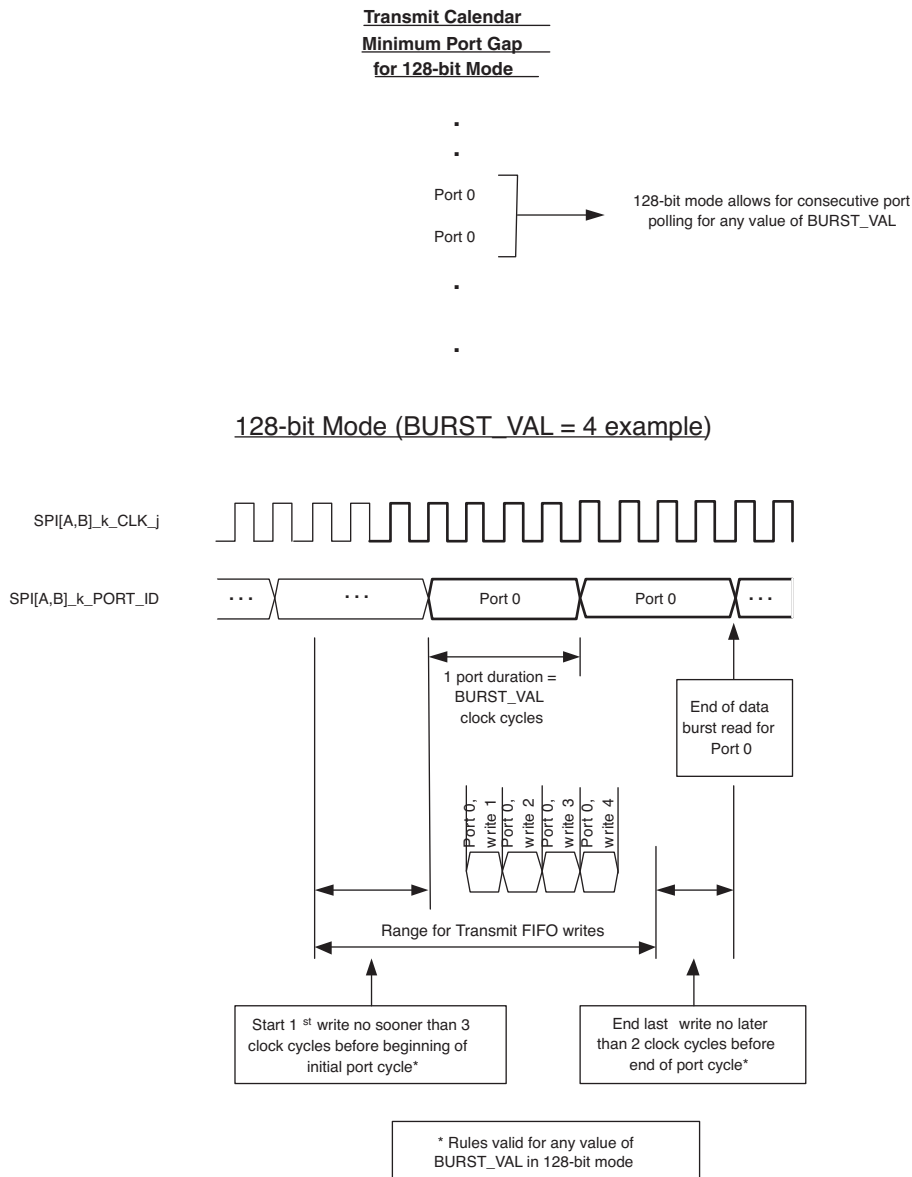 Transmit Calendar
Minimum Port Gap
for 128-bit Mode
.
.
Port 0
Port 0
128-bit mode allows for consecutive port
polling for any value of BURST_VAL
.
.
128-bit Mode (BURST_VAL = 4 example)
SPI[A,B]_k_CLK_j
SPI[A,B]_k_PORT_ID
...
...
Port 0
Port 0
...
1 port duration =
BURST_VAL
clock cycles
End of data
burst read for
Port 0
Port 0,
write 1
Port 0,
write 2
Port 0,
write 3
Port 0,
write 4
Range for Transmit FIFO writes
Start 1 st write no sooner than 3
clock cycles before beginning of
initial port cycle*
End last write no later
than 2 clock cycles before
end of port cycle*
* Rules valid for any value of
BURST_VAL in 128-bit mode